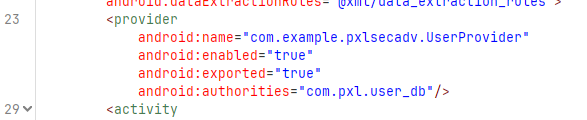 android:dataExtractionRules="@xml/data_extraction_rules">
23 <provider
android:name="com.example.pxlsecadv.UserProvider"
android:enabled="true"
android:exported="true"
android:authorities="com.pxl.user_db"/>
29 <activity